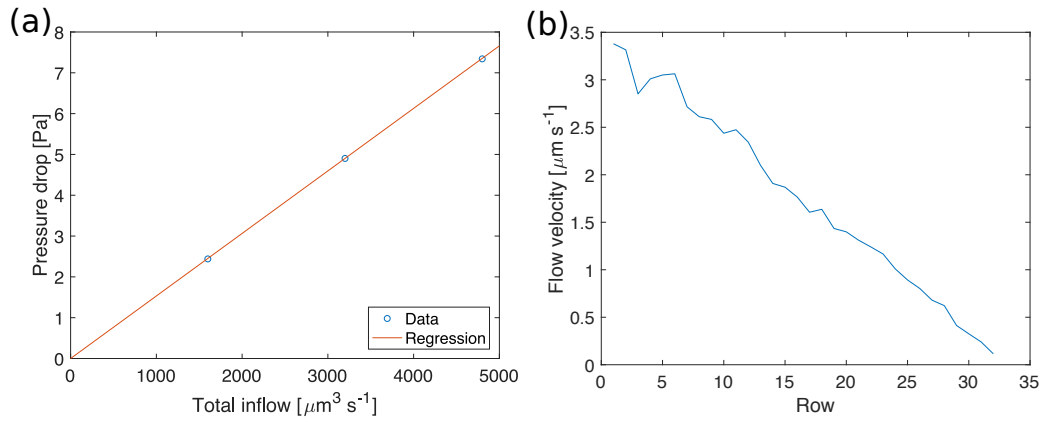 (a)
8
7
6
5
4
3
2
1
0
Pressure drop [Pa]
0 1000 2000 3000 4000 5000
Total inflow [μm³ s⁻¹]
Data
Regression
(b)
3.5
3
2.5
2
1.5
1
0.5
0
Flow velocity [μm s⁻¹]
0 5 10 15 20 25 30 35
Row